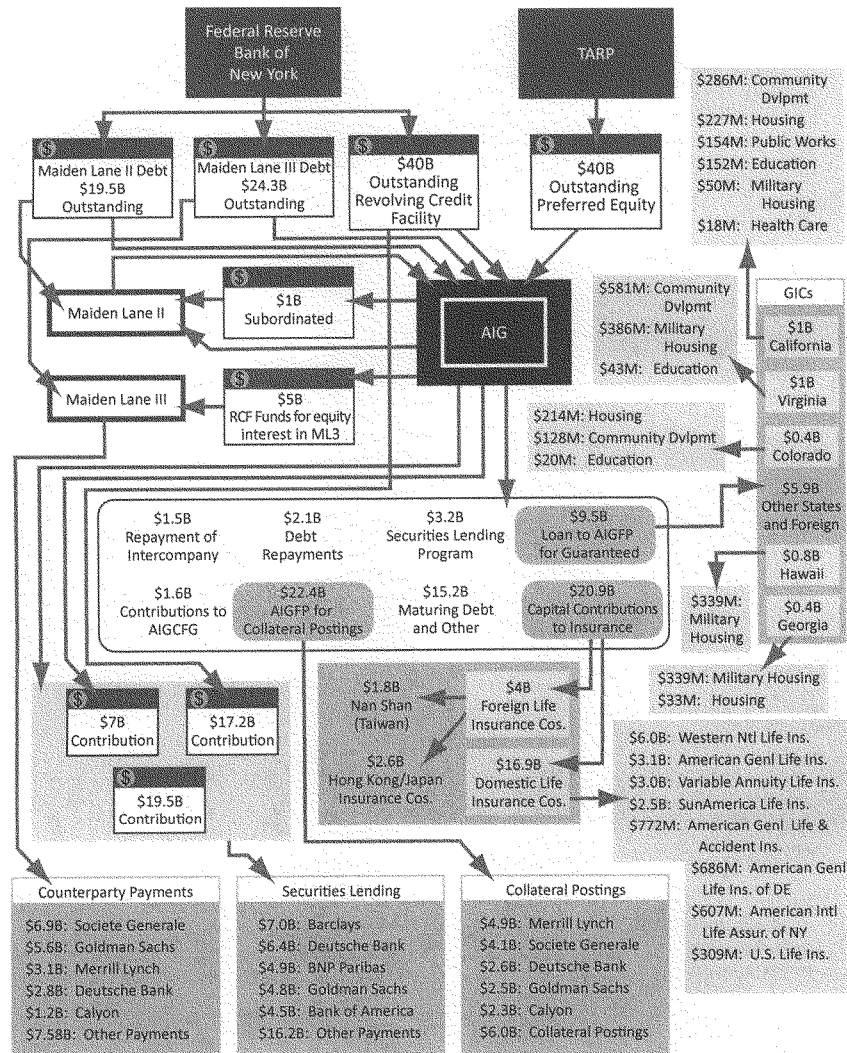 Federal Reserve
Bank of
New York
TARP
$
Maiden Lane II Debt
$19.5B
Outstanding
$
Maiden Lane III Debt
$24.3B
Outstanding
$
$40B
Outstanding
Revolving Credit
Facility
$
$40B
Outstanding
Preferred Equity
$286M: Community
Dvlpmt
$227M: Housing
$154M: Public Works
$152M: Education
$50M: Military
Housing
$18M: Health Care
Maiden Lane II
$
$1B
Subordinated
AIG
Maiden Lane III
$
$5B
RCF Funds for equity
interest in ML3
$581M: Community
Dvlpmt
$386M: Military
Housing
$43M: Education
$214M: Housing
$128M: Community Dvlpmt
$20M: Education
GICs
$1B
California
$1B
Virginia
$0.4B
Colorado
$5.9B
Other States
and Foreign
$0.8B
Hawaii
$0.4B
Georgia
$339M:
Military
Housing
$339M: Military Housing
$33M: Housing
$1.5B
Repayment of
Intercompany
$2.1B
Debt
Repayments
$3.2B
Securities Lending
Program
$9.5B
Loan to AIGFP
for Guaranteed
$1.6B
Contributions to
AIGCFG
$22.4B
AIGFP for
Collateral Postings
$15.2B
Maturing Debt
and Other
$20.9B
Capital Contributions
to Insurance
$
$7B
Contribution
$
$17.2B
Contribution
$
$19.5B
Contribution
$1.8B
Nan Shan
(Taiwan)
$4B
Foreign Life
Insurance Cos.
$2.6B
Hong Kong/Japan
Insurance Cos.
$16.9B
Domestic Life
Insurance Cos.
$6.0B: Western Ntl Life Ins.
$3.1B: American Genl Life Ins.
$3.0B: Variable Annuity Life Ins.
$2.5B: SunAmerica Life Ins.
$772M: American Genl Life &
Accident Ins.
$686M: American Genl
Life Ins. of DE
$607M: American Intl
Life Assur. of NY
$309M: U.S. Life Ins.
Counterparty Payments
$6.9B: Societe Generale
$5.6B: Goldman Sachs
$3.1B: Merrill Lynch
$2.8B: Deutsche Bank
$1.2B: Calyon
$7.58B: Other Payments
Securities Lending
$7.0B: Barclays
$6.4B: Deutsche Bank
$4.9B: BNP Paribas
$4.8B: Goldman Sachs
$4.5B: Bank of America
$16.2B: Other Payments
Collateral Postings
$4.9B: Merrill Lynch
$4.1B: Societe Generale
$2.6B: Deutsche Bank
$2.5B: Goldman Sachs
$2.3B: Calyon
$6.0B: Collateral Postings